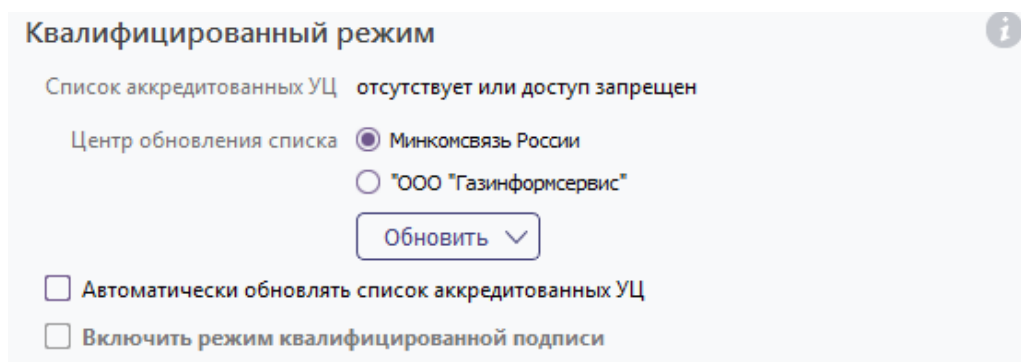 Квалифицированный режим
Список аккредитованных УЦ отсутствует или доступ запрещен
Центр обновления списка Минкомсвязь России
"ООО "Газинформсервис"
Обновить
Автоматически обновлять список аккредитованных УЦ
Включить режим квалифицированной подписи